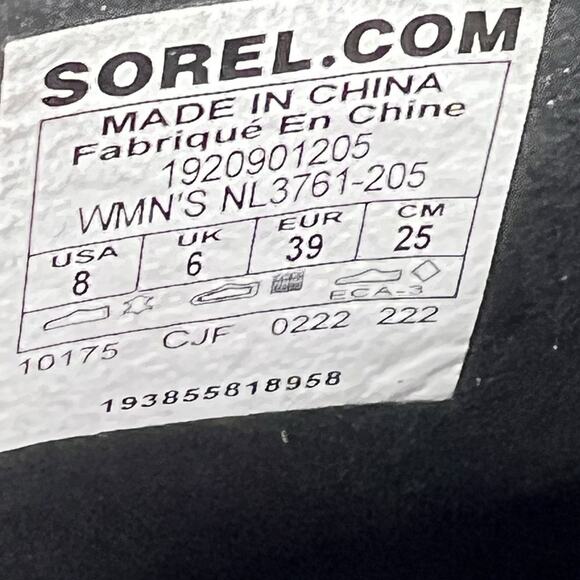 SOREL.COM
MADE IN CHINA
Fabriqué En Chine
1920901205
WMN'S NL3761-205
USA UK EUR CM
8 6 39 25
ECA-3
10175 CJF 0222 222
193855818958